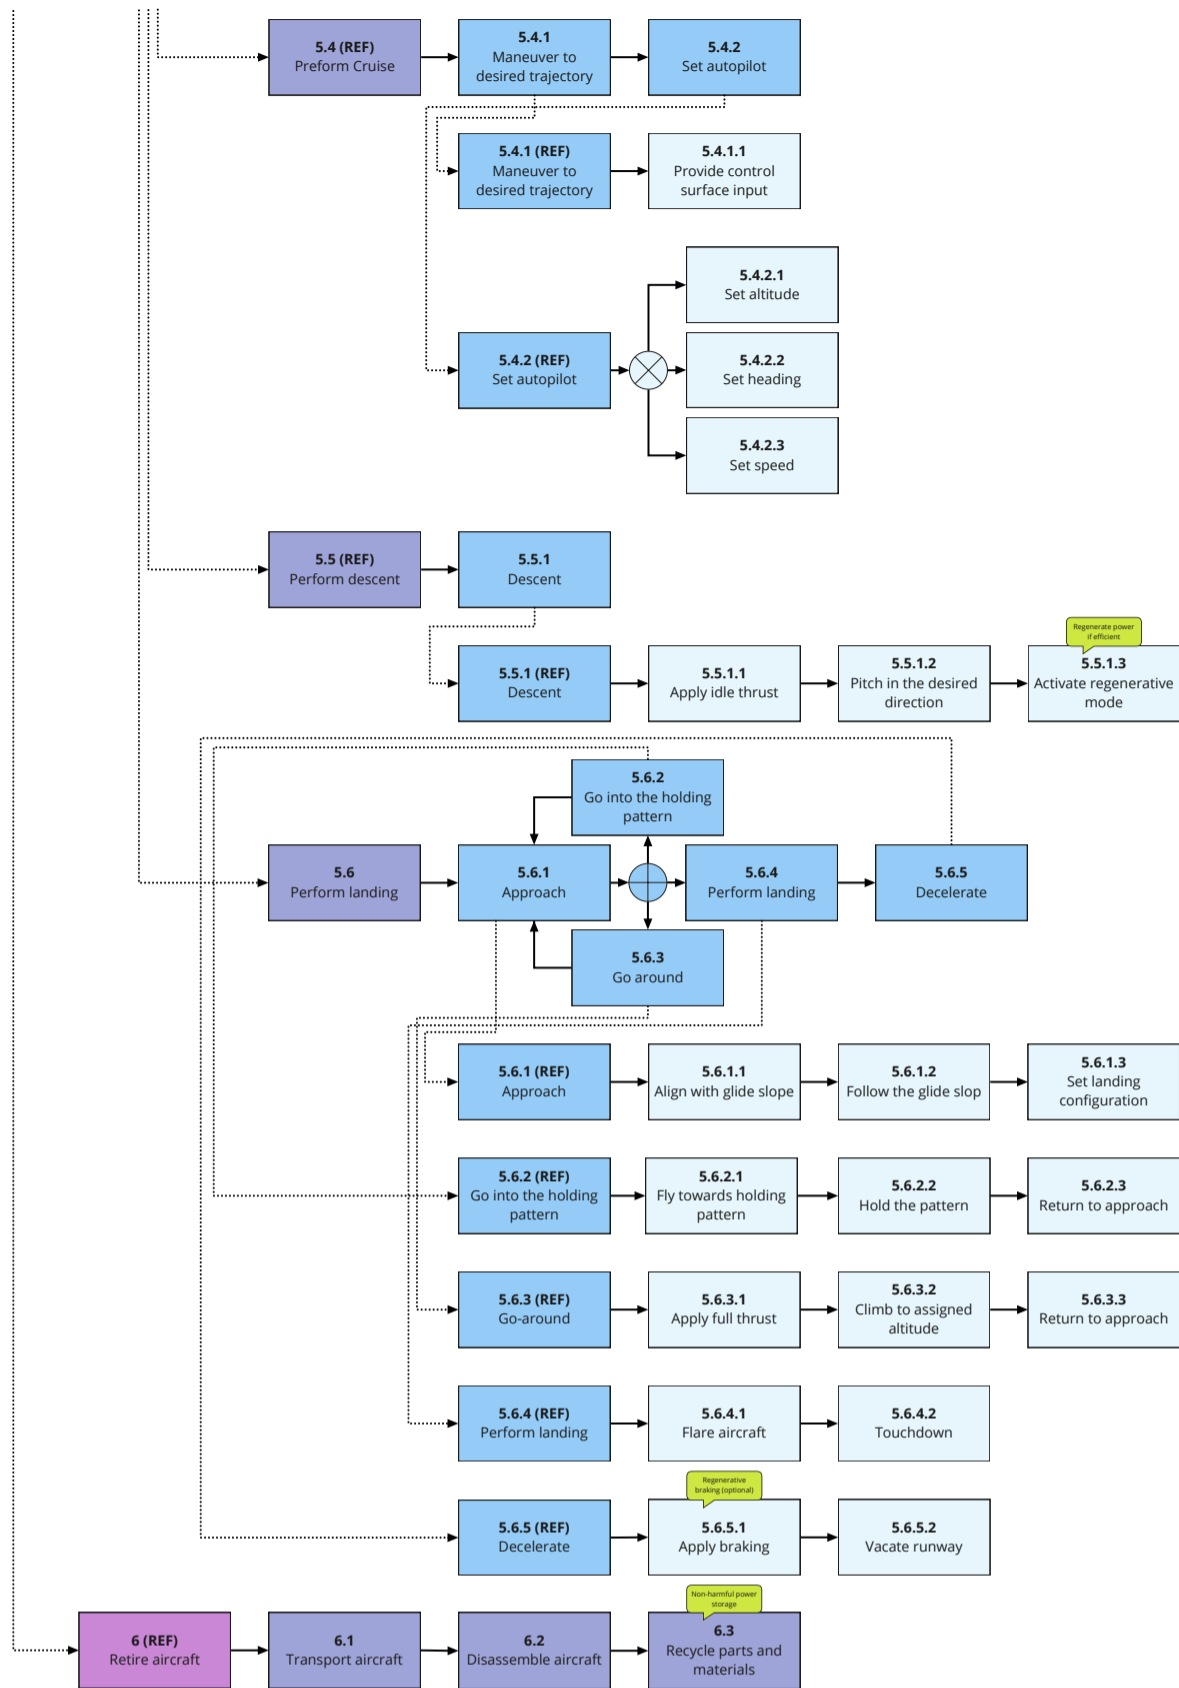 5.4 (REF)
Preform Cruise
5.4.1
Maneuver to
desired trajectory
5.4.2
Set autopilot
5.4.1 (REF)
Maneuver to
desired trajectory
5.4.1.1
Provide control
surface input
5.4.2.1
Set altitude
5.4.2 (REF)
Set autopilot
5.4.2.2
Set heading
5.4.2.3
Set speed
5.5 (REF)
Perform descent
5.5.1
Descent
5.5.1 (REF)
Descent
5.5.1.1
Apply idle thrust
5.5.1.2
Pitch in the desired
direction
Regenerate power
if efficient
5.5.1.3
Activate regenerative
mode
5.6.2
Go into the holding
pattern
5.6
Perform landing
5.6.1
Approach
5.6.4
Perform landing
5.6.5
Decelerate
5.6.3
Go around
5.6.1 (REF)
Approach
5.6.1.1
Align with glide slope
5.6.1.2
Follow the glide slop
5.6.1.3
Set landing
configuration
5.6.2 (REF)
Go into the holding
pattern
5.6.2.1
Fly towards holding
pattern
5.6.2.2
Hold the pattern
5.6.2.3
Return to approach
5.6.3 (REF)
Go-around
5.6.3.1
Apply full thrust
5.6.3.2
Climb to assigned
altitude
5.6.3.3
Return to approach
5.6.4 (REF)
Perform landing
5.6.4.1
Flare aircraft
5.6.4.2
Touchdown
5.6.5 (REF)
Decelerate
Regenerative
braking (optional)
5.6.5.1
Apply braking
5.6.5.2
Vacate runway
6 (REF)
Retire aircraft
6.1
Transport aircraft
6.2
Disassemble aircraft
Non-harmful power
storage
6.3
Recycle parts and
materials